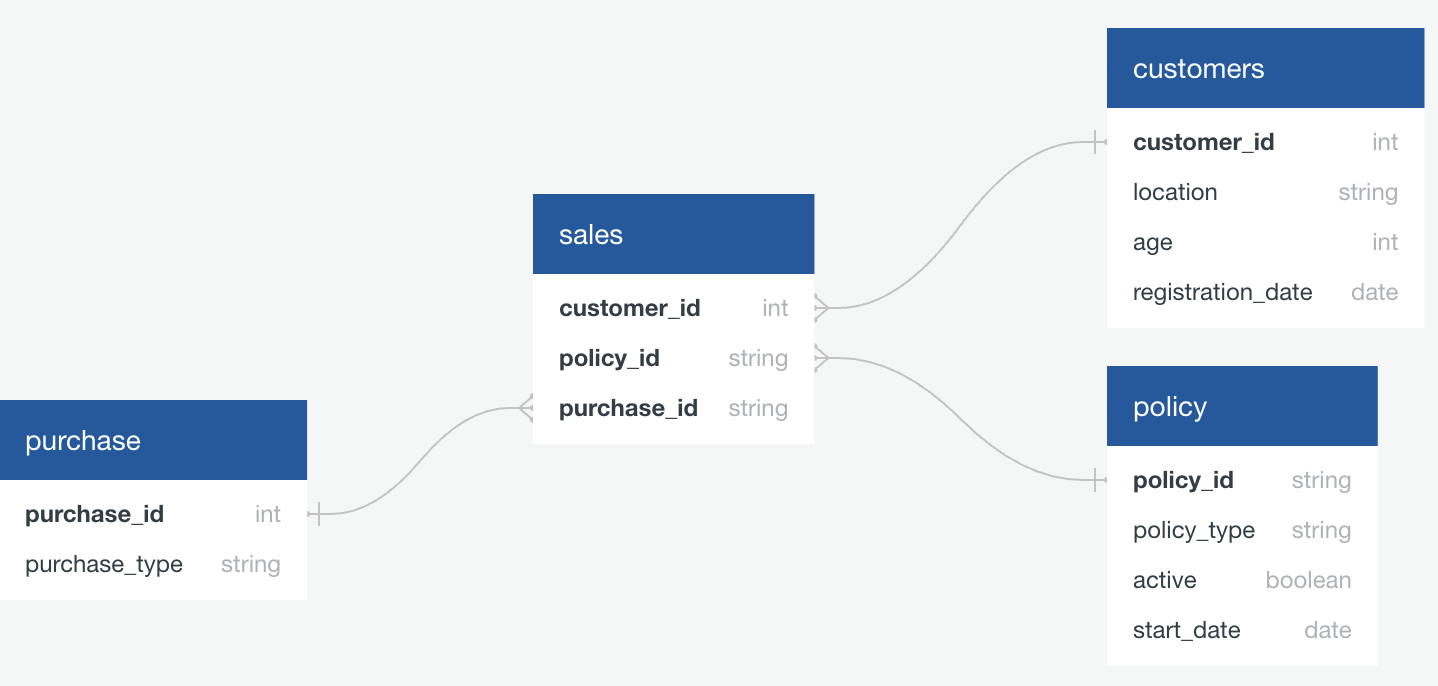 customers
customer_id int
location string
age int
registration_date date
sales
customer_id int
policy_id string
purchase_id string
policy
policy_id string
policy_type string
active boolean
start_date date
purchase
purchase_id int
purchase_type string